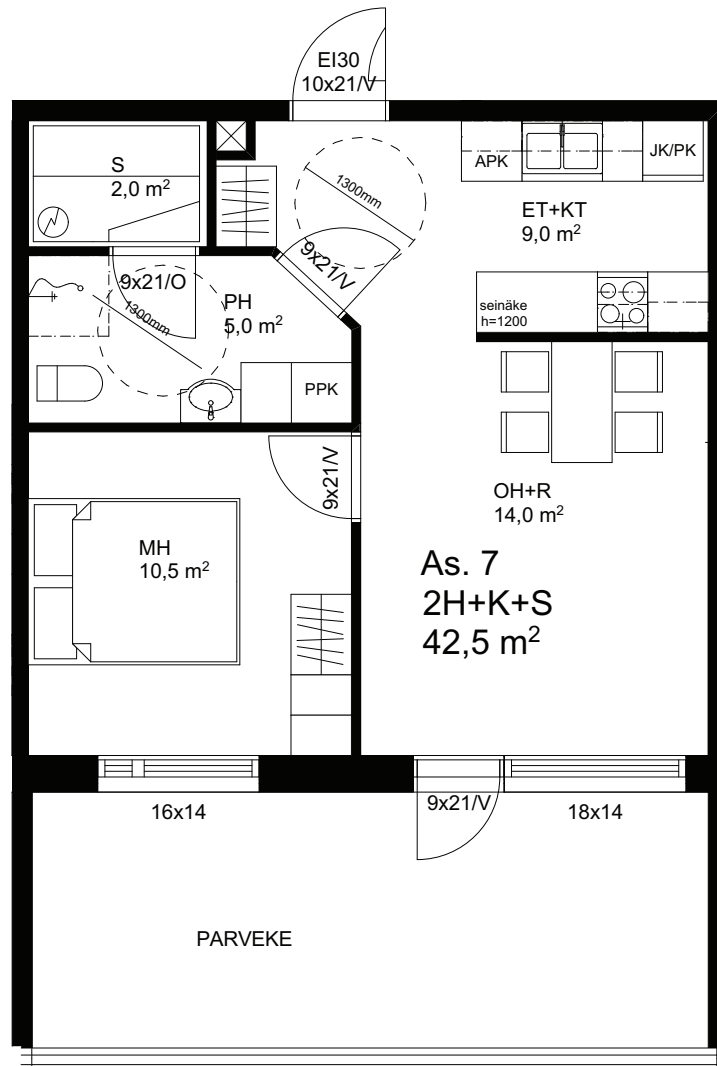 EI30
10x21/V
S
2,0 m²
APK
JK/PK
1300mm
ET+KT
9,0 m²
9x21/V
9x21/O
PH
5,0 m²
1300mm
seinäke
h=1200
PPK
9x21/V
OH+R
14,0 m²
MH
10,5 m²
As. 7
2H+K+S
42,5 m²
16x14
9x21/V
18x14
PARVEKE